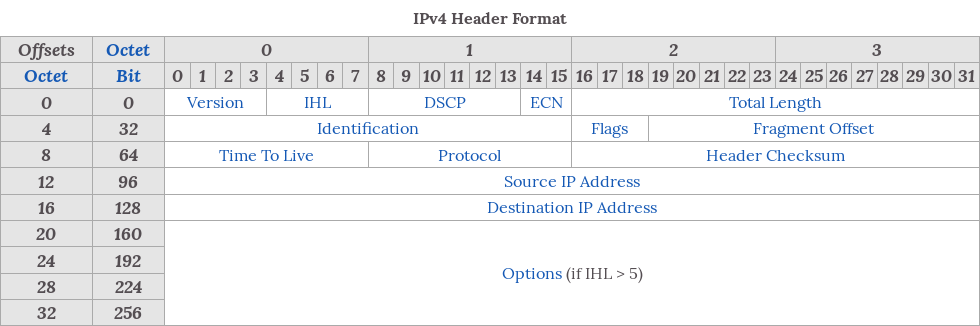 IPv4 Header Format
Offsets Octet 0 1 2 3
Octet Bit 0 1 2 3 4 5 6 7 8 9 10 11 12 13 14 15 16 17 18 19 20 21 22 23 24 25 26 27 28 29 30 31
0 0 Version IHL DSCP ECN Total Length
4 32 Identification Flags Fragment Offset
8 64 Time To Live Protocol Header Checksum
12 96 Source IP Address
16 128 Destination IP Address
20 160
24 192
Options (if IHL > 5)
28 224
32 256